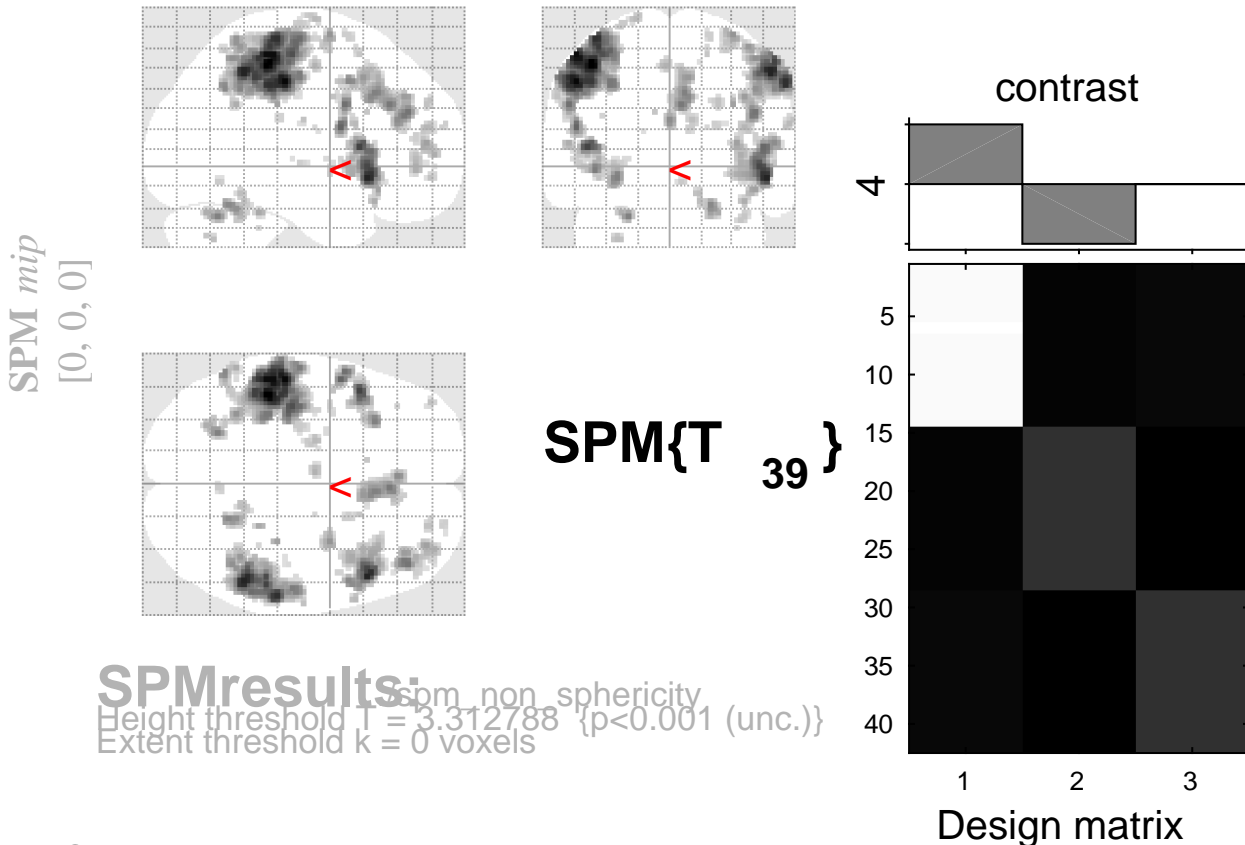 contrast
4
SPM mip
[0, 0, 0]
<
<
<
SPM{T 39}
5
10
15
20
25
30
35
40
1 2 3
Design matrix
SPMresults: ./spm_non_sphericity
Height threshold T = 3.312788 {p<0.001 (unc.)}
Extent threshold k = 0 voxels